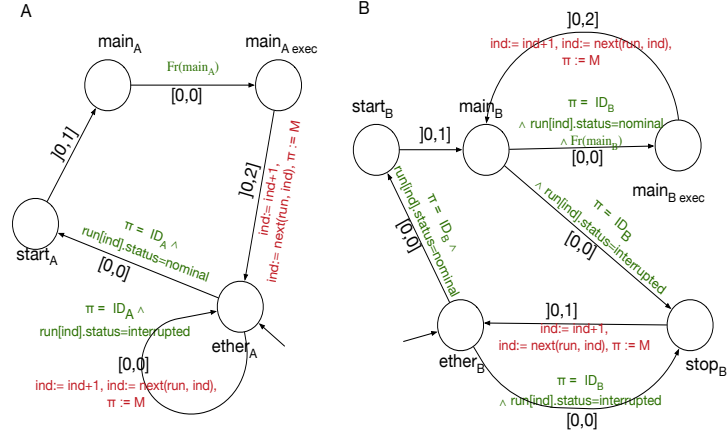 A
main_A
main_A exec
Fr(main_A)
[0,0]
]0,1]
]0,2]
ind:= ind+1,
ind:= next(run, ind), π := M
start_A
π = ID_A ∧
run[ind].status=nominal
[0,0]
π = ID_A ∧
run[ind].status=interrupted
ether_A
[0,0]
ind:= ind+1, ind:= next(run, ind),
π := M
B
]0,2]
ind:= ind+1, ind:= next(run, ind),
π := M
start_B
main_B
]0,1]
π = ID_B
∧ run[ind].status=nominal
∧ Fr(main_B)
[0,0]
main_B exec
π = ID_B ∧
run[ind].status=nominal
[0,0]
π = ID_B
∧ run[ind].status=interrupted
[0,0]
]0,1]
ind:= ind+1,
ind:= next(run, ind), π := M
ether_B
stop_B
π = ID_B
∧ run[ind].status=interrupted
[0,0]